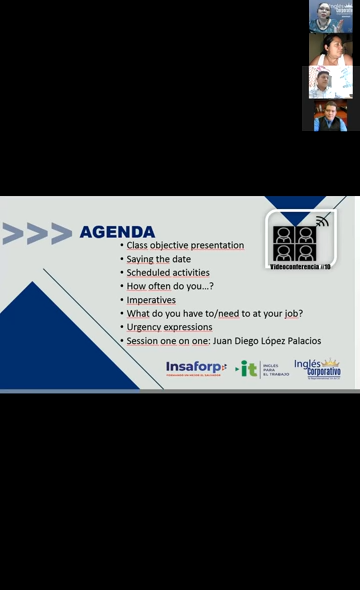 Inglés
AGENDA
• Class objective presentation
• Saying the date
• Scheduled activities
• How often do you...?
• Imperatives
• What do you have to/need to at your job?
• Urgency expressions
• Session one on one: Juan Diego López Palacios
Videoconferencia #10
Insaforp
it
INGLÉS
PARA
EL TRABAJO
Inglés
Corporativo